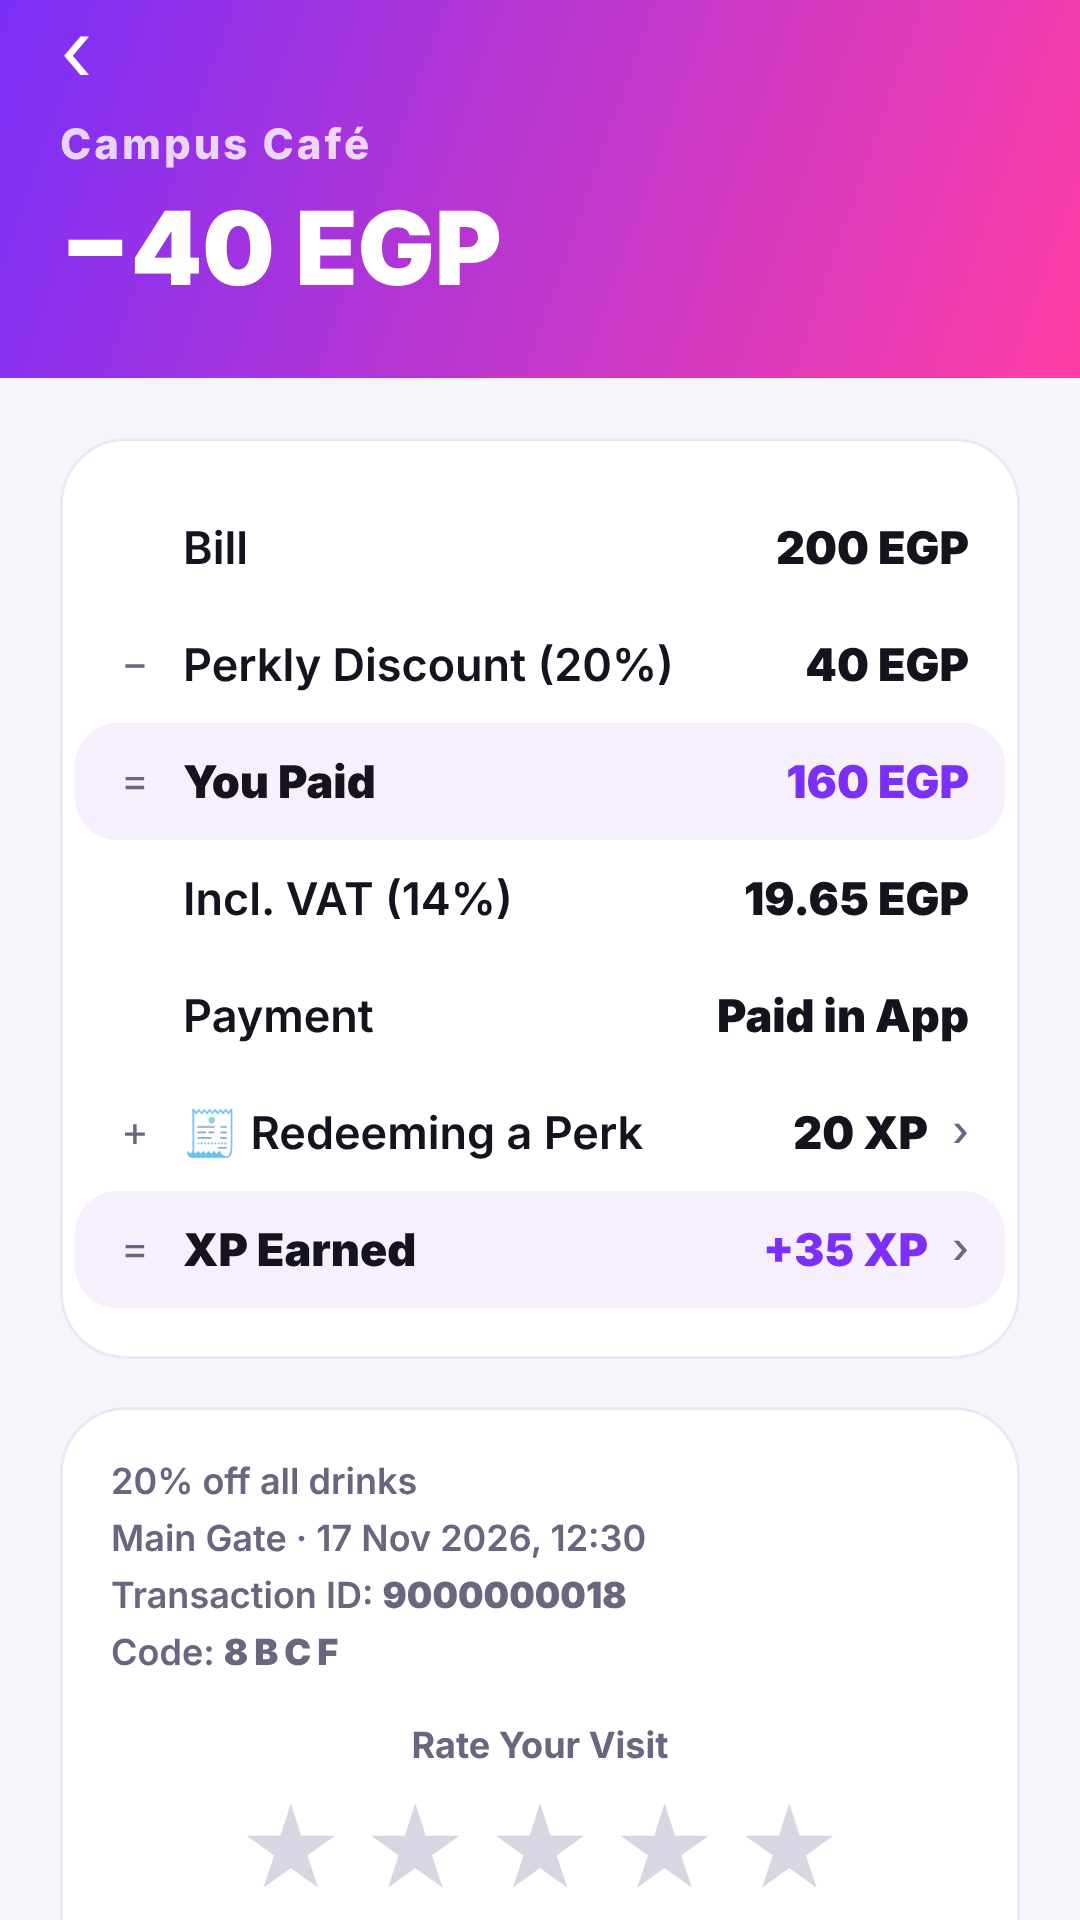 Campus Café
−40 EGP
Bill 200 EGP
− Perkly Discount (20%) 40 EGP
= You Paid 160 EGP
Incl. VAT (14%) 19.65 EGP
Payment Paid in App
+ 🧾 Redeeming a Perk 20 XP ›
= XP Earned +35 XP ›
20% off all drinks
Main Gate · 17 Nov 2026, 12:30
Transaction ID: 9000000018
Code: 8BCF
Rate Your Visit
★ ★ ★ ★ ★